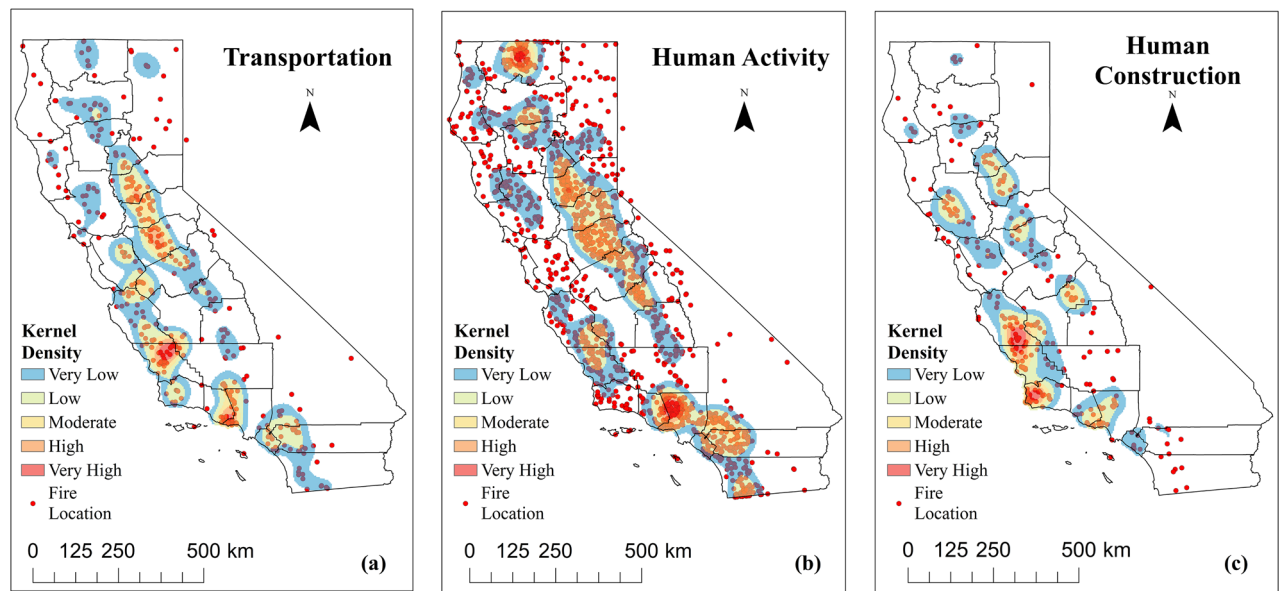 Transportation
N
Kernel
Density
Very Low
Low
Moderate
High
Very High
Fire
Location
0 125 250 500 km
(a)
Human Activity
N
Kernel
Density
Very Low
Low
Moderate
High
Very High
Fire
Location
0 125 250 500 km
(b)
Human
Construction
N
Kernel
Density
Very Low
Low
Moderate
High
Very High
Fire
Location
0 125 250 500 km
(c)